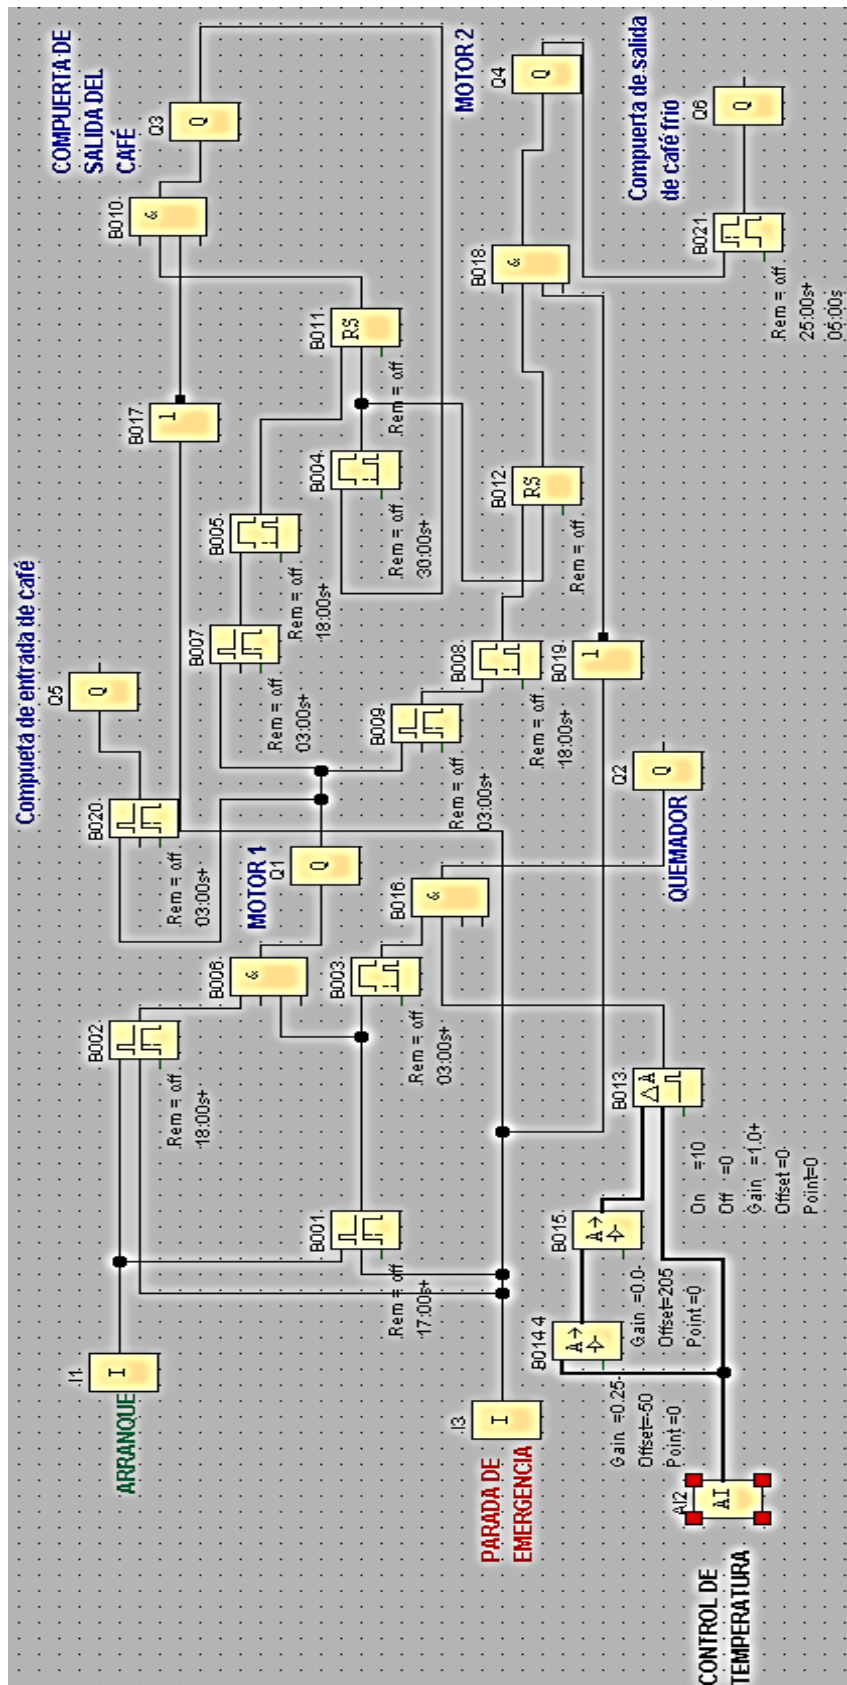 COMPUERTA DE
SALIDA DEL
CAFÉ
Q3
Q
B010
&
MOTOR 2
Q4
Q
Compuerta de salida
de café frio
Q6
Q
B021
Rem = off
25:00s+
05:00s
B018
&
B011
RS
Rem = off
B017
1
B004
Rem = off
30:00s+
B012
RS
Rem = off
B005
Rem = off
18:00s+
Compueta de entrada de café
Q5
Q
B007
Rem = off
03:00s+
B008
Rem = off
18:00s+
B019
1
B009
Rem = off
03:00s+
Q2
Q
QUEMADOR
B020
Rem = off
03:00s+
MOTOR 1
Q1
Q
B016
&
B006
&
B003
Rem = off
03:00s+
B002
Rem = off
18:00s+
B013
△A
On =10
Off =0
Gain =1.0+
Offset=0
Point=0
B001
Rem = off
17:00s+
B015
A→
Gain =0.0-
Offset=205
Point=0
B014 4
A→
Gain =0.25-
Offset=-50
Point=0
I1
I
ARRANQUE
I3
I
PARADA DE
EMERGENCIA
AI2
AI
CONTROL DE
TEMPERATURA